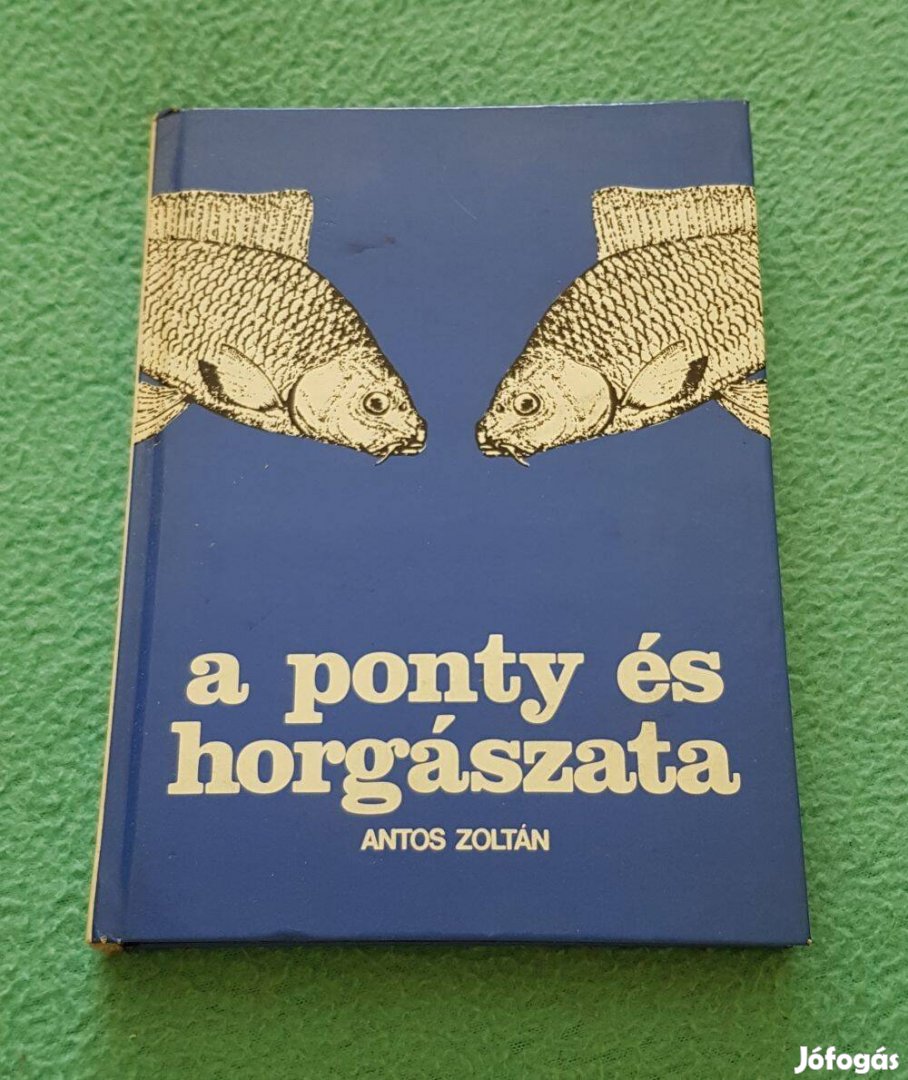 a ponty és
horgászata
ANTOS ZOLTÁN
Jófogás